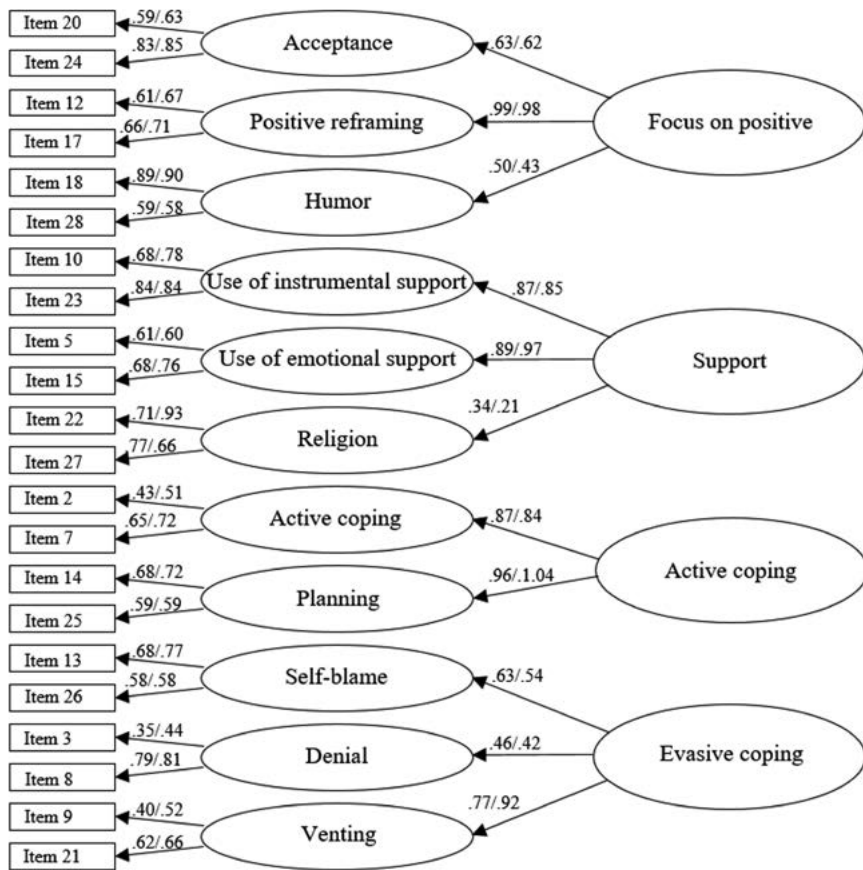 Item 20
.59/.63
Item 24
.83/.85
Acceptance
.63/.62
Item 12
.61/.67
Item 17
.66/.71
Positive reframing
.99/.98
Focus on positive
Item 18
.89/.90
Item 28
.59/.58
Humor
.50/.43
Item 10
.68/.78
Item 23
.84/.84
Use of instrumental support
.87/.85
Item 5
.61/.60
Item 15
.68/.76
Use of emotional support
.89/.97
Support
Item 22
.71/.93
Item 27
.77/.66
Religion
.34/.21
Item 2
.43/.51
Item 7
.65/.72
Active coping
.87/.84
Item 14
.68/.72
Item 25
.59/.59
Planning
.96/.1.04
Active coping
Item 13
.68/.77
Item 26
.58/.58
Self-blame
.63/.54
Item 3
.35/.44
Item 8
.79/.81
Denial
.46/.42
Evasive coping
Item 9
.40/.52
Item 21
.62/.66
Venting
.77/.92